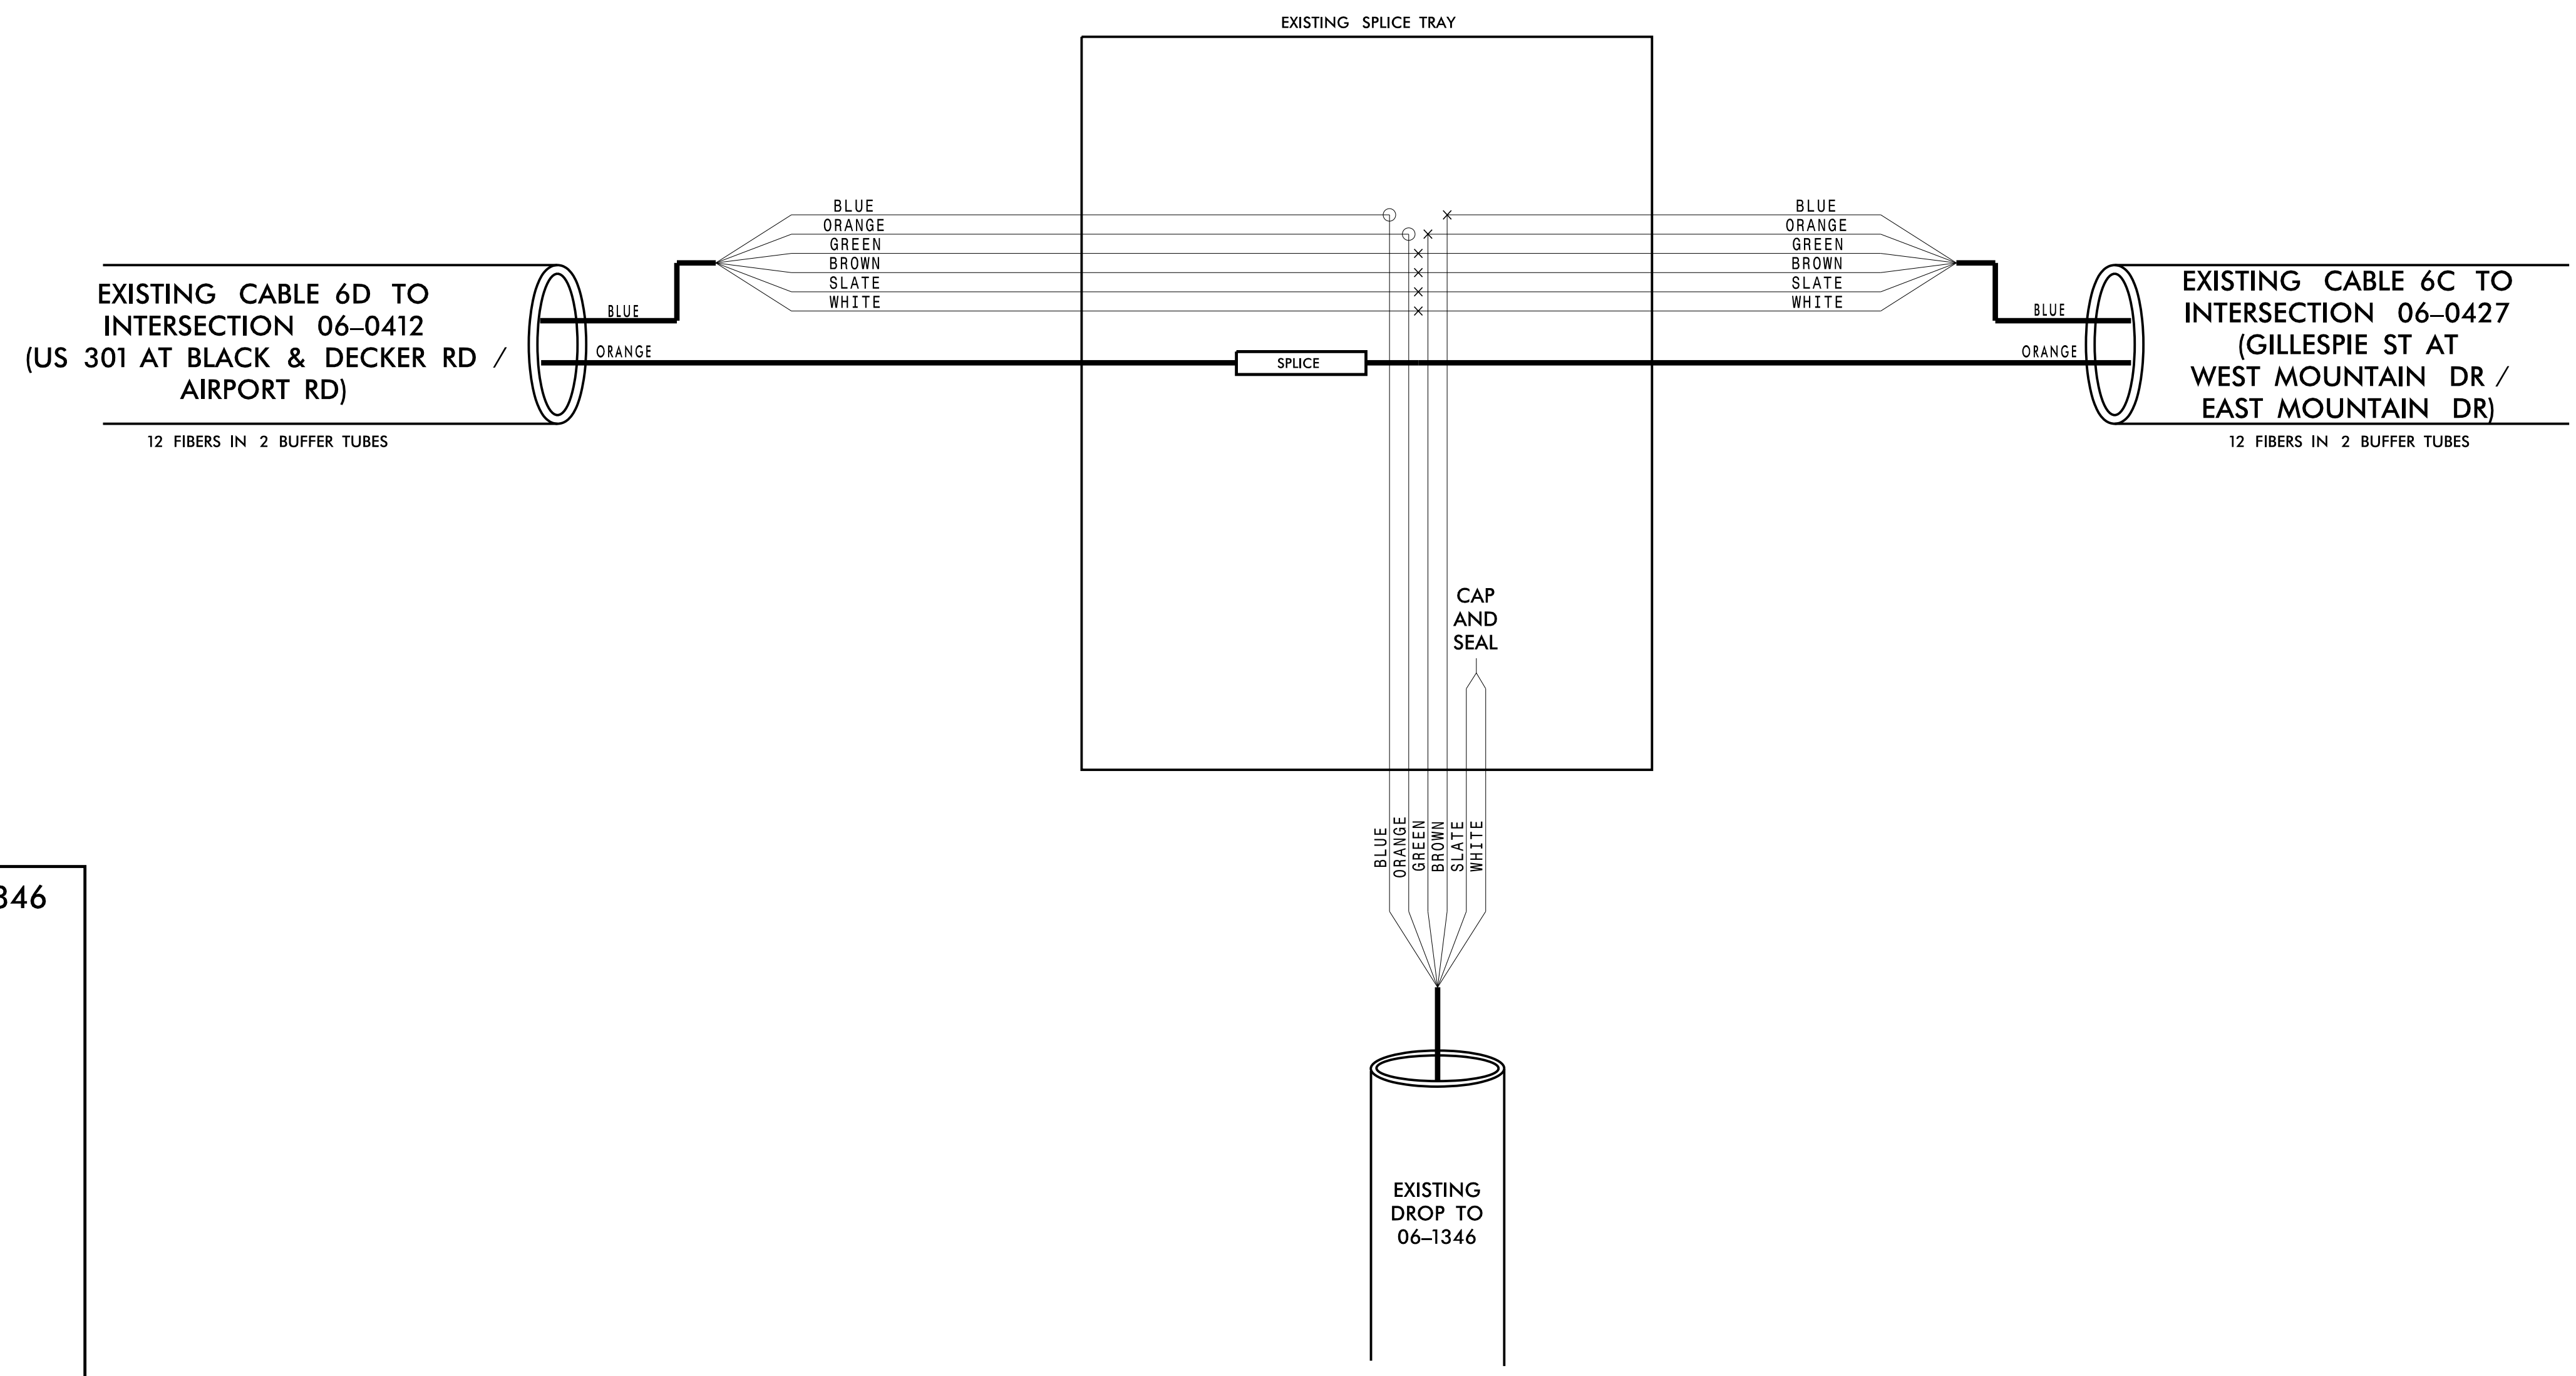 EXISTING SPLICE TRAY
BLUE
ORANGE
GREEN
BROWN
SLATE
WHITE
BLUE
ORANGE
GREEN
BROWN
SLATE
WHITE
EXISTING CABLE 6D TO
INTERSECTION 06–0412
(US 301 AT BLACK & DECKER RD /
AIRPORT RD)
12 FIBERS IN 2 BUFFER TUBES
BLUE
ORANGE
SPLICE
BLUE
ORANGE
EXISTING CABLE 6C TO
INTERSECTION 06–0427
(GILLESPIE ST AT
WEST MOUNTAIN DR /
EAST MOUNTAIN DR)
12 FIBERS IN 2 BUFFER TUBES
CAP
AND
SEAL
BLUE
ORANGE
GREEN
BROWN
SLATE
WHITE
346
EXISTING
DROP TO
06–1346